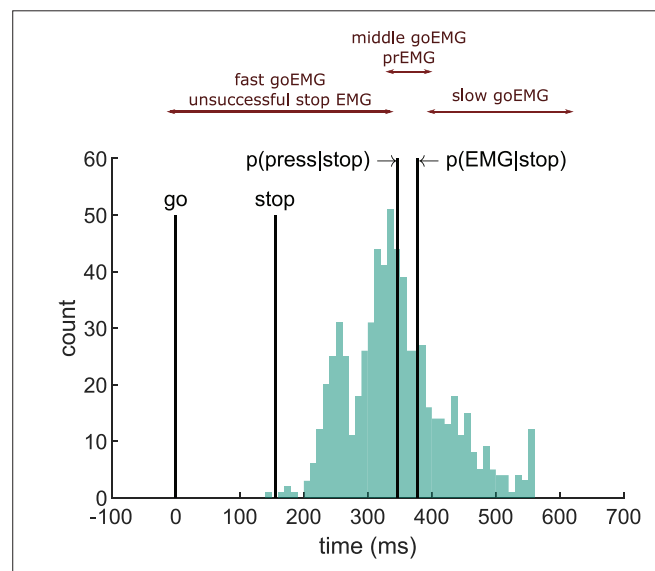 middle goEMG
prEMG
fast goEMG
unsuccessful stop EMG
slow goEMG
p(press|stop)
p(EMG|stop)
go
stop
60
50
40
30
20
10
0
count
-100
0
100
200
300
400
500
600
700
time (ms)